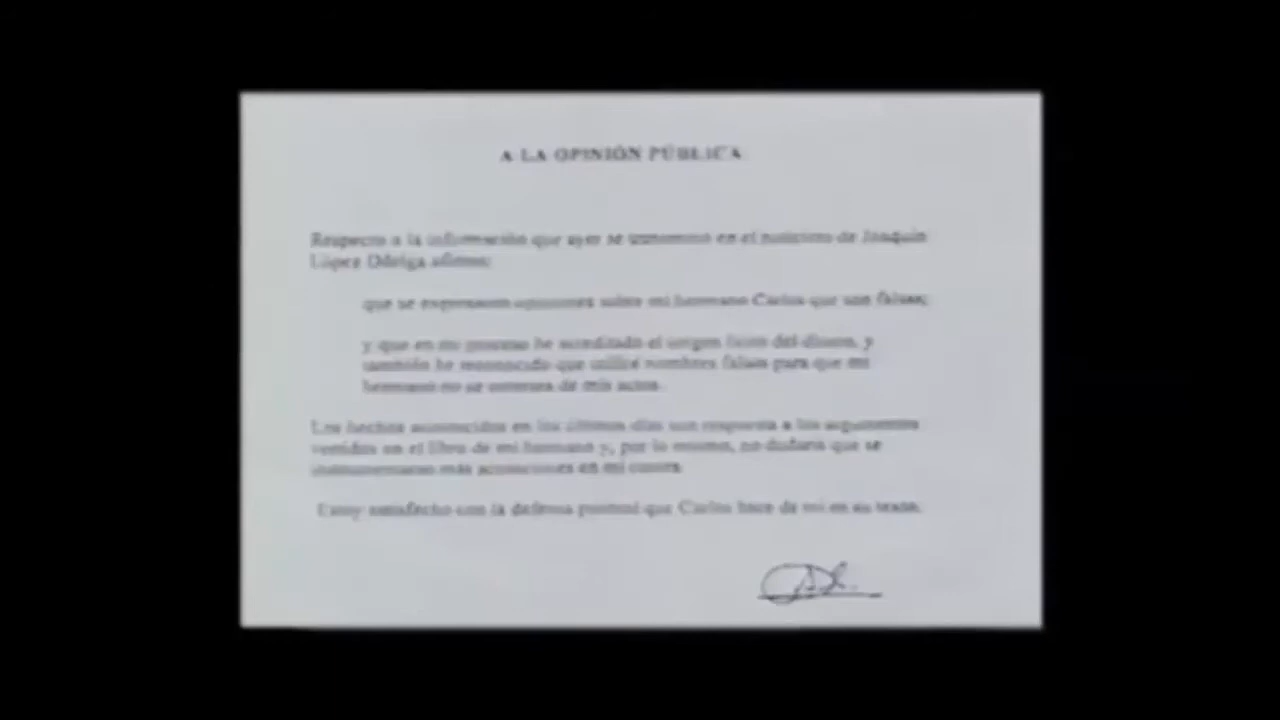 A LA OPINIÓN PÚBLICA
Respecto a la información que ayer se transmitió en el noticiero de Joaquín
López Dóriga afirmo:
que se expresaron opiniones sobre mi hermano Carlos que son falsas;
y que en mi proceso he acreditado el origen lícito del dinero, y
también he reconocido que utilicé nombres falsos para que mi
hermano no se enterara de mis actos.
Los hechos acontecidos en los últimos días son respuesta a los argumentos
vertidos en el libro de mi hermano y, por lo mismo, no dudaría que se
más acusaciones en mi contra
Estoy satisfecho con la defensa puntual que Carlos hace de mí en su texto.